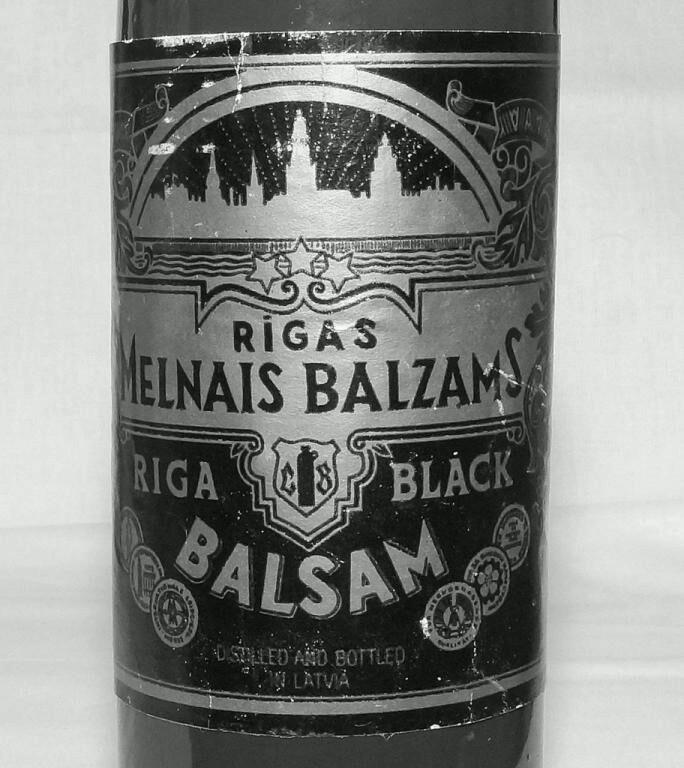 RĪGAS
MELNAIS BALZAMS
RIGA BLACK
BALSAM
DISTILLED AND BOTTLED
IN LATVIA